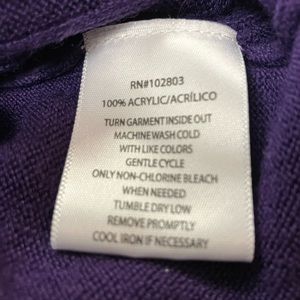 RN#102803
100% ACRYLIC/ACRÍLICO
TURN GARMENT INSIDE OUT
MACHINE WASH COLD
WITH LIKE COLORS
GENTLE CYCLE
ONLY NON-CHLORINE BLEACH
WHEN NEEDED
TUMBLE DRY LOW
REMOVE PROMPTLY
COOL IRON IF NECESSARY